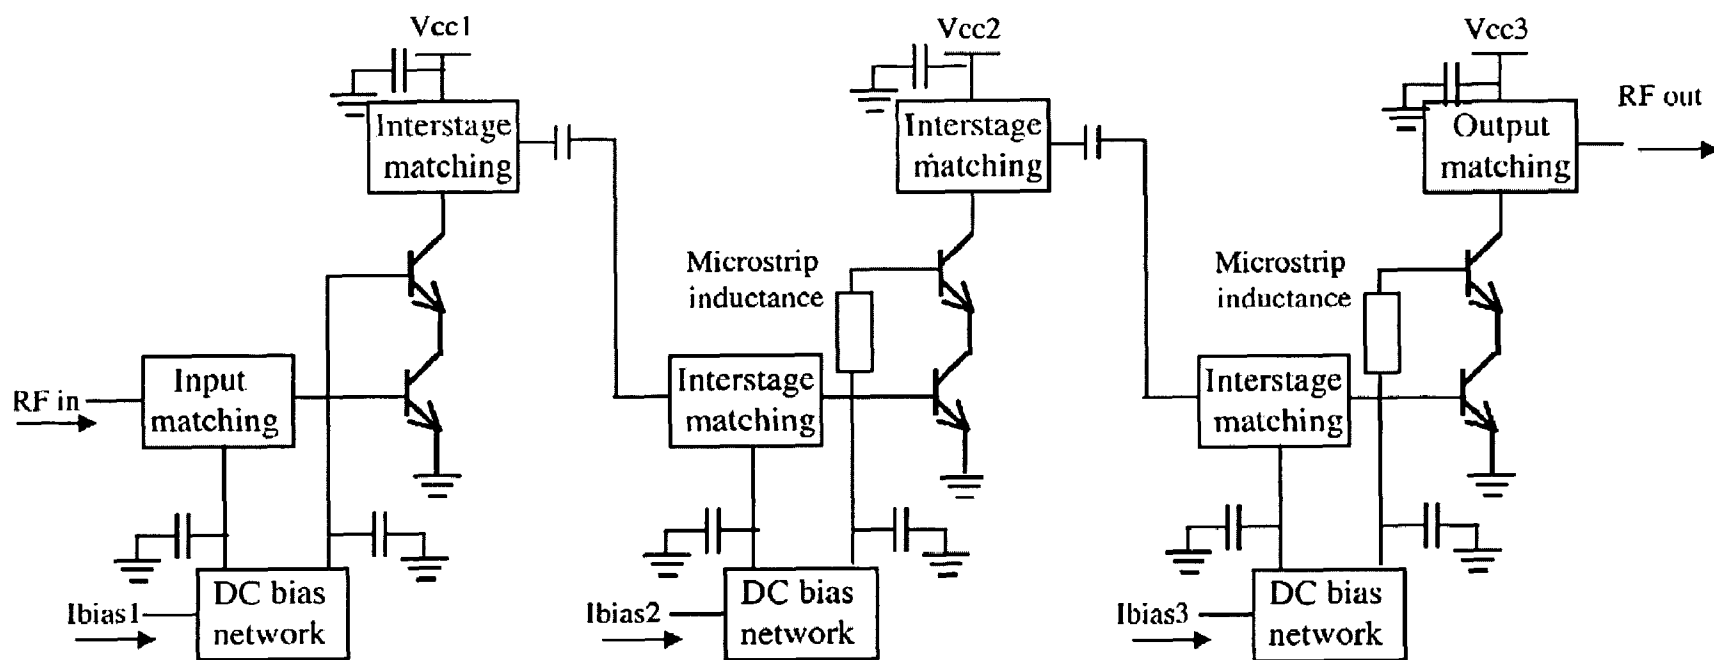 Vcc1
Vcc2
Vcc3
RF out
Interstage
matching
Interstage
matching
Output
matching
Microstrip
inductance
Microstrip
inductance
RF in
Input
matching
Interstage
matching
Interstage
matching
Ibias1
DC bias
network
Ibias2
DC bias
network
Ibias3
DC bias
network